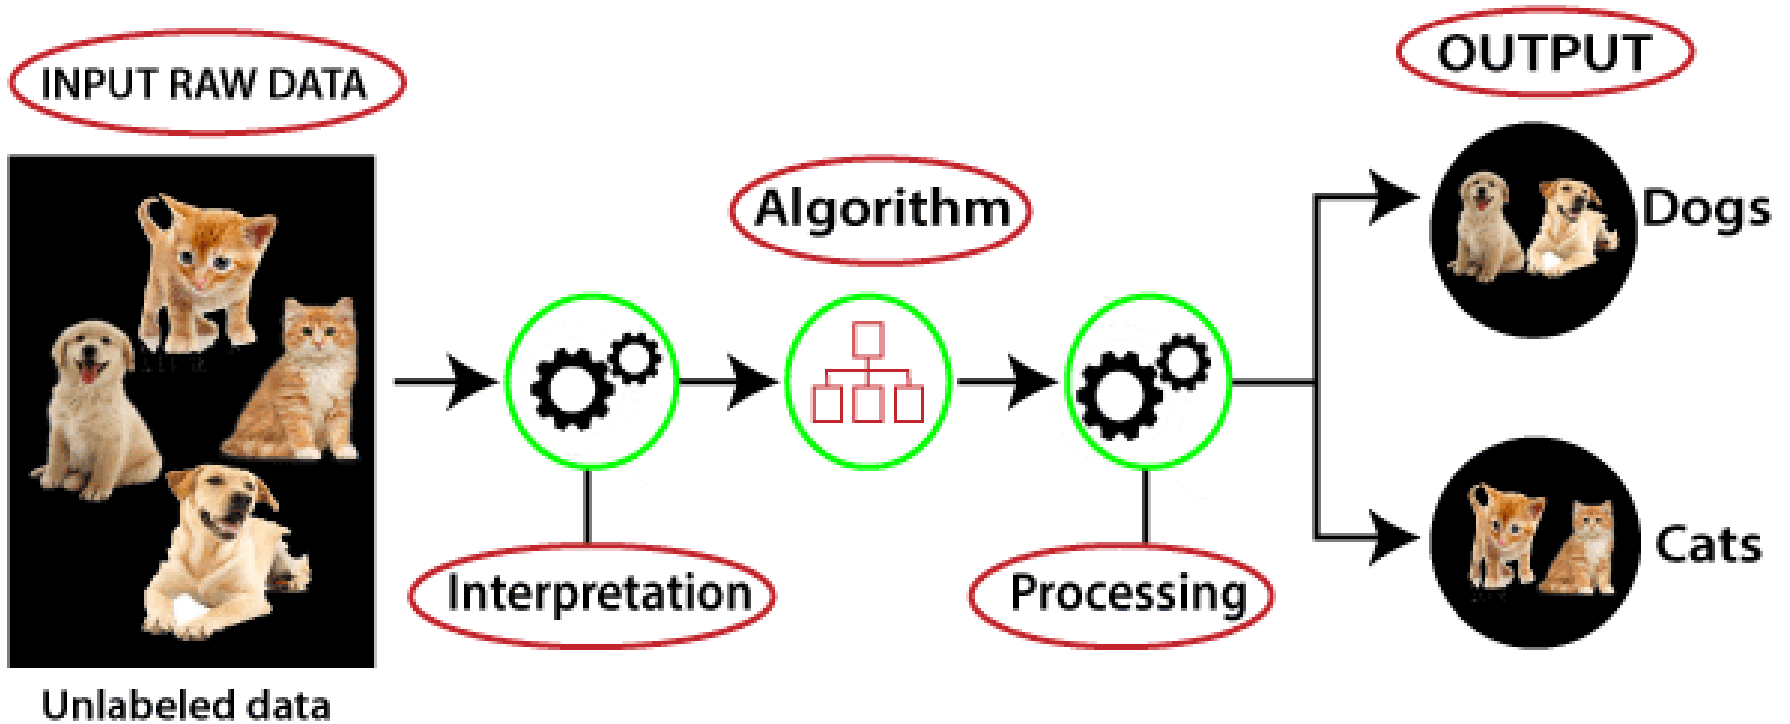 INPUT RAW DATA
Unlabeled data
Interpretation
Algorithm
Processing
OUTPUT
Dogs
Cats